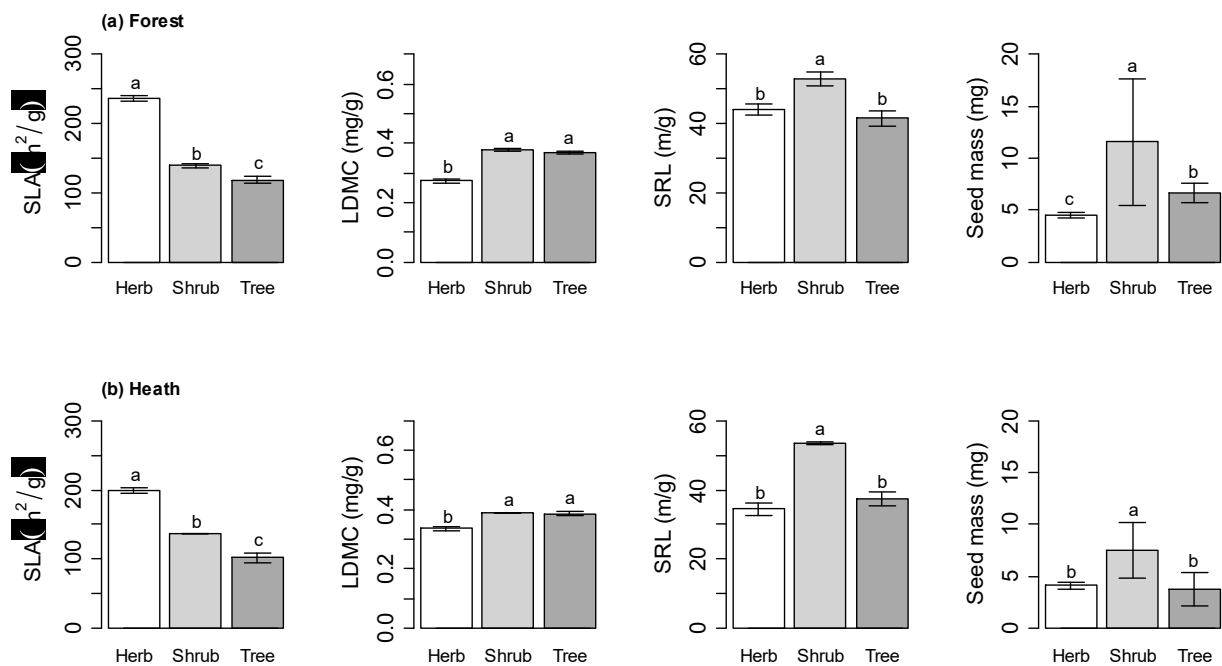 (a) Forest
SLA( m²/ g)
300
200
100
0
a
b
c
Herb Shrub Tree
LDMC (mg/g)
0.6
0.4
0.2
0.0
b
a
a
Herb Shrub Tree
SRL (m/g)
60
40
20
0
b
a
b
Herb Shrub Tree
Seed mass (mg)
20
15
10
5
0
c
a
b
Herb Shrub Tree
(b) Heath
SLA( m²/ g)
300
200
100
0
a
b
c
Herb Shrub Tree
LDMC (mg/g)
0.6
0.4
0.2
0.0
b
a
a
Herb Shrub Tree
SRL (m/g)
60
40
20
0
b
a
b
Herb Shrub Tree
Seed mass (mg)
20
15
10
5
0
b
a
b
Herb Shrub Tree